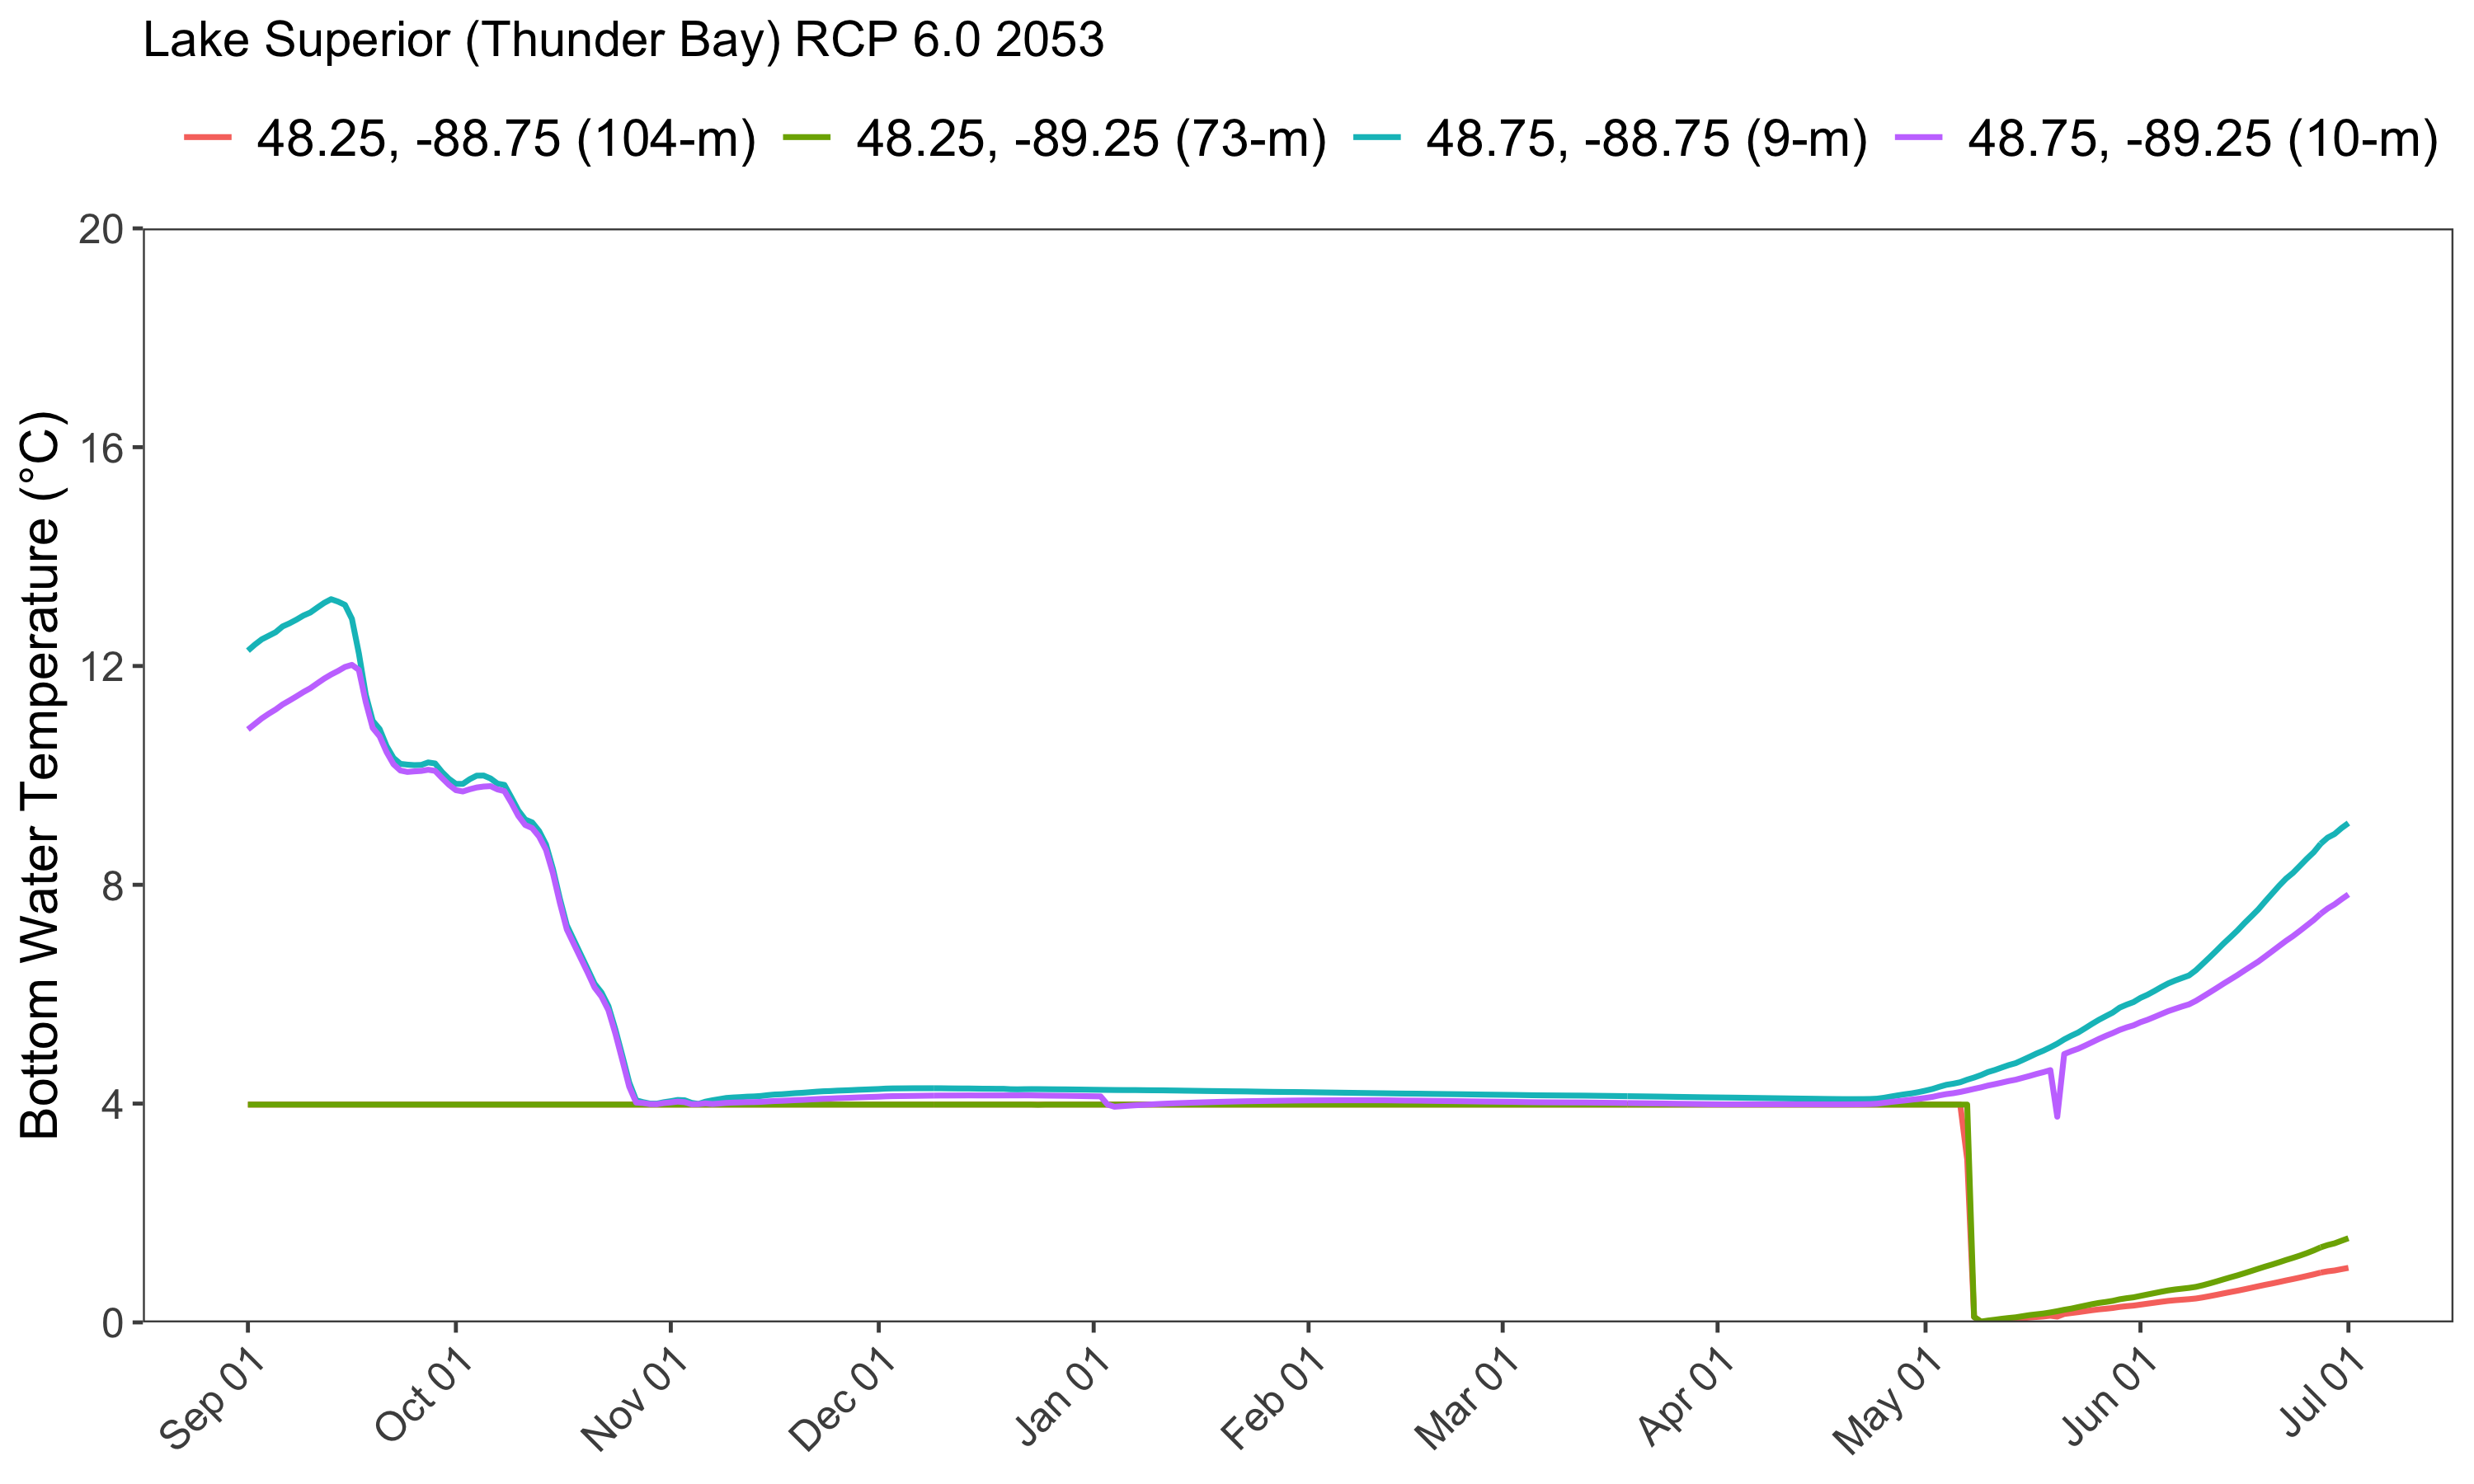 Lake Superior (Thunder Bay) RCP 6.0 2053
48.25, -88.75 (104-m) 48.25, -89.25 (73-m) 48.75, -88.75 (9-m) 48.75, -89.25 (10-m)
Bottom Water Temperature (°C)
20
16
12
8
4
0
Sep 01 Oct 01 Nov 01 Dec 01 Jan 01 Feb 01 Mar 01 Apr 01 May 01 Jun 01 Jul 01